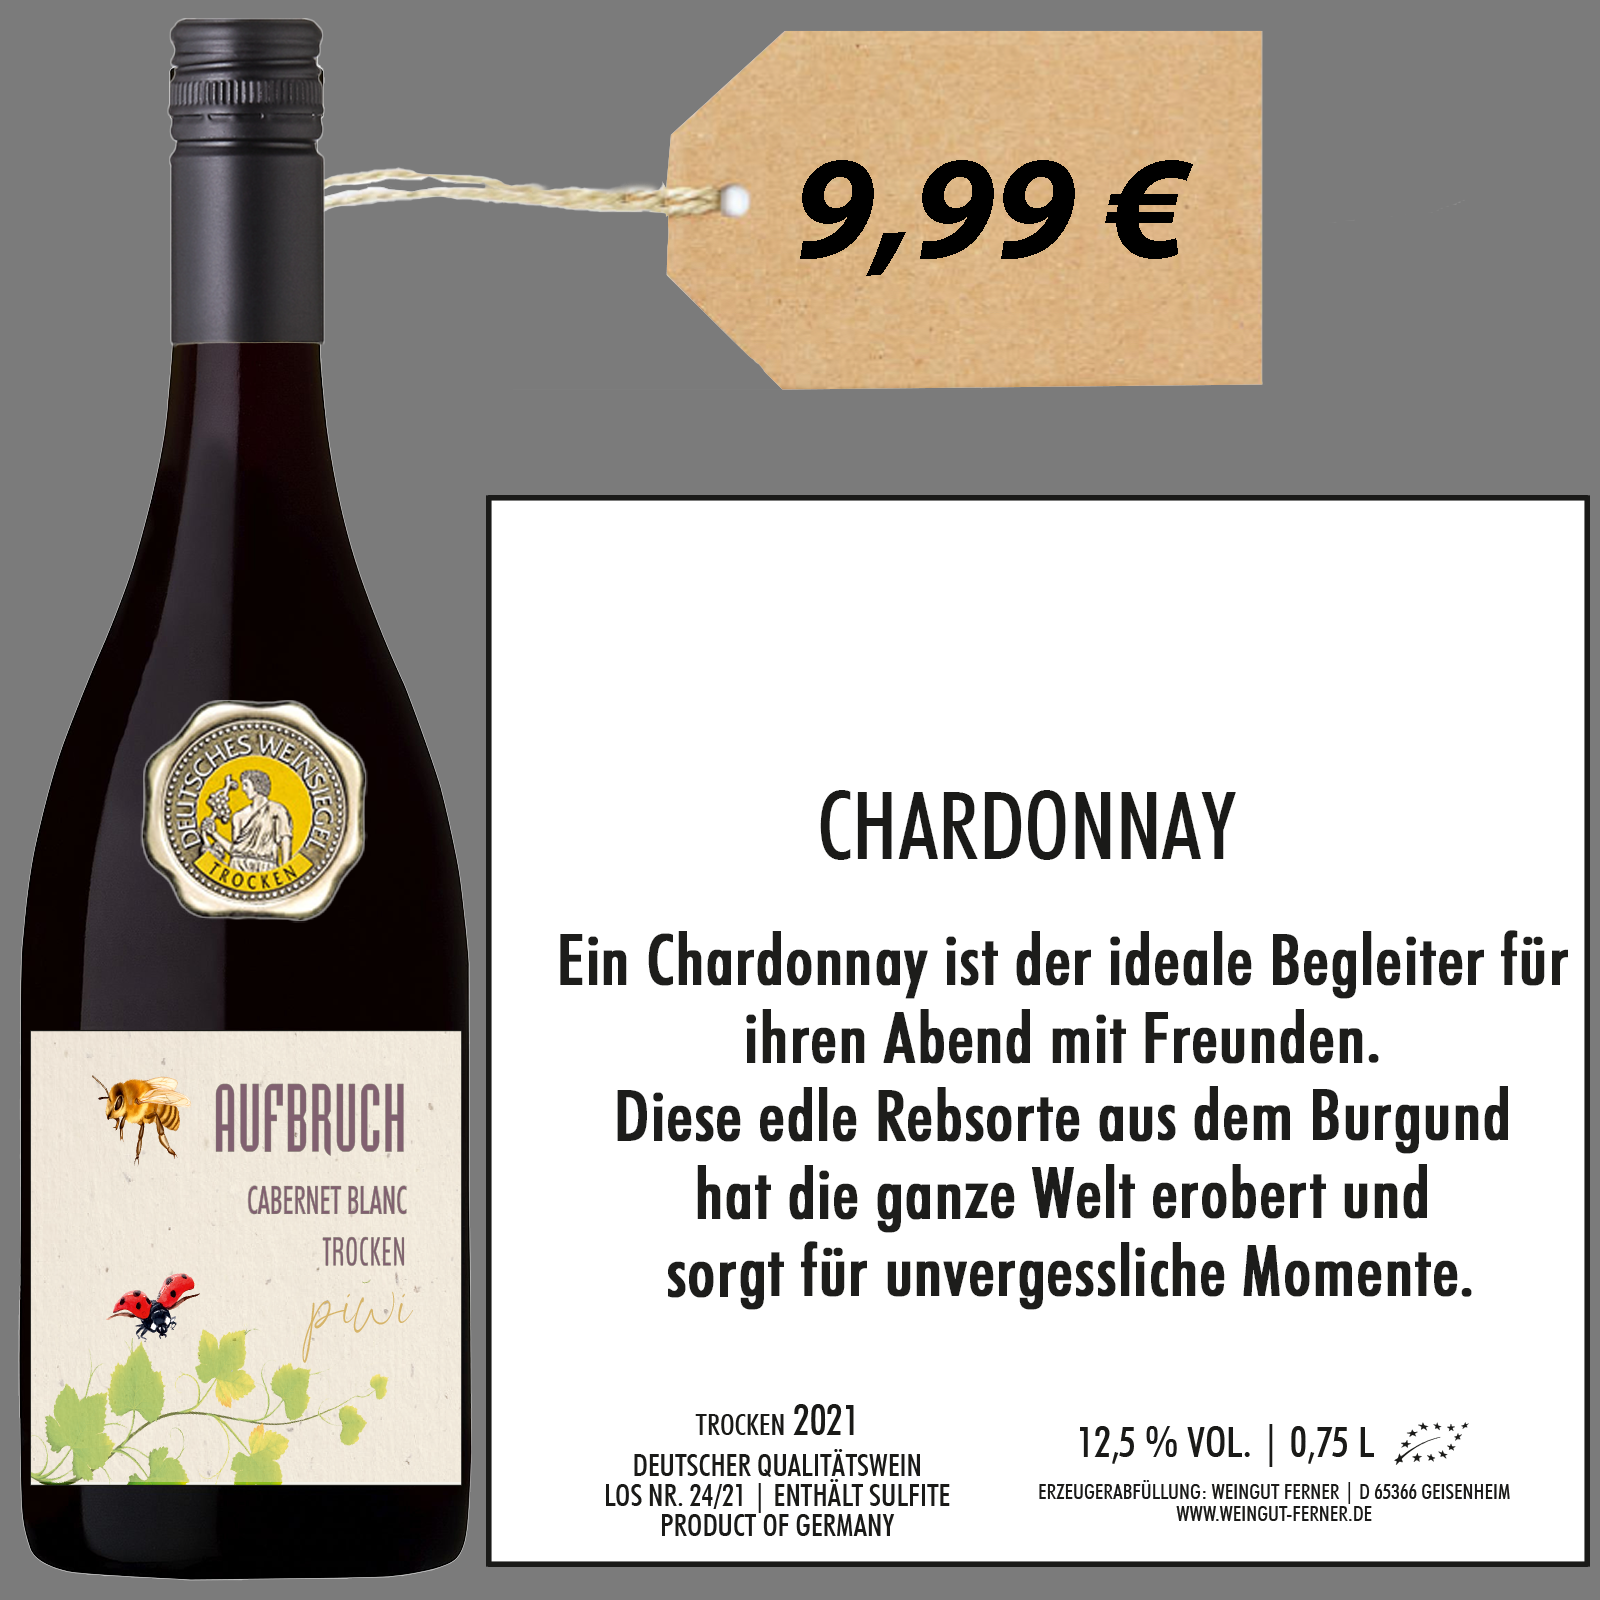 9,99 €
DEUTSCHES WEINSIEGEL
TROCKEN
AUFBRUCH
CABERNET BLANC
TROCKEN
piwi
CHARDONNAY
Ein Chardonnay ist der ideale Begleiter für
ihren Abend mit Freunden.
Diese edle Rebsorte aus dem Burgund
hat die ganze Welt erobert und
sorgt für unvergessliche Momente.
TROCKEN 2021
DEUTSCHER QUALITÄTSWEIN
LOS NR. 24/21 | ENTHÄLT SULFITE
PRODUCT OF GERMANY
12,5 % VOL. | 0,75 L
ERZEUGERABFÜLLUNG: WEINGUT FERNER | D 65366 GEISENHEIM
WWW.WEINGUT-FERNER.DE